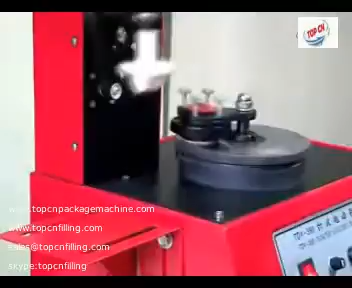 TOP CN
www.topcnpackagemachine.com
www.topcnfilling.com
sales@topcnfilling.com
skype:topcnfilling